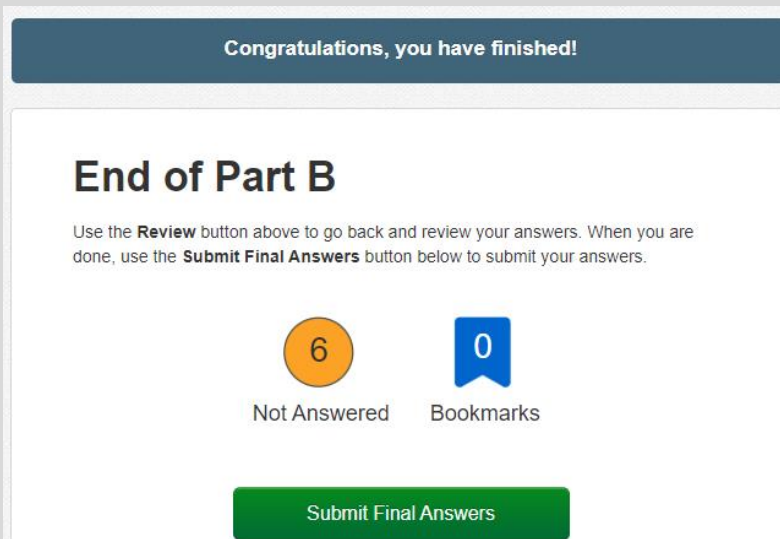 Congratulations, you have finished!
End of Part B
Use the Review button above to go back and review your answers. When you are
done, use the Submit Final Answers button below to submit your answers.
6
0
Not Answered
Bookmarks
Submit Final Answers